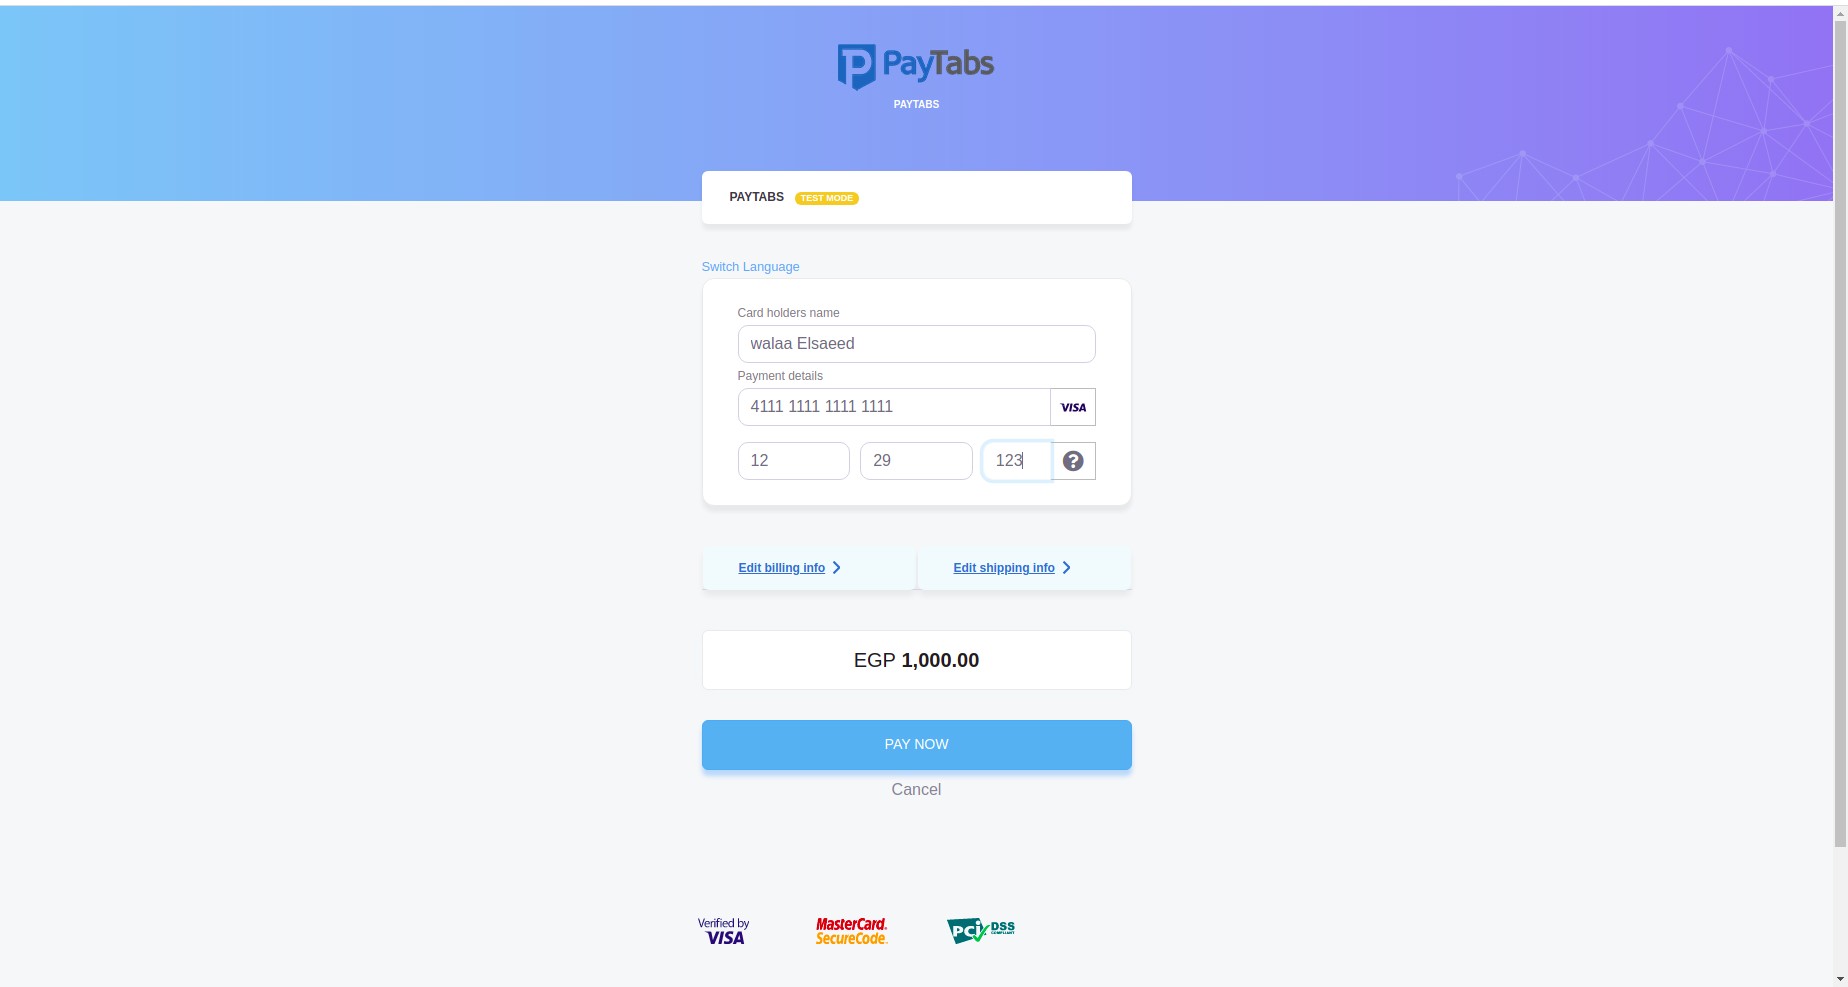 PayTabs
PAYTABS
PAYTABS TEST MODE
Switch Language
Card holders name
walaa Elsaeed
Payment details
4111 1111 1111 1111 VISA
12 29 123 ?
Edit billing info Edit shipping info
EGP 1,000.00
PAY NOW
Cancel
Verified by VISA
MasterCard. SecureCode.
PCI DSS COMPLIANT